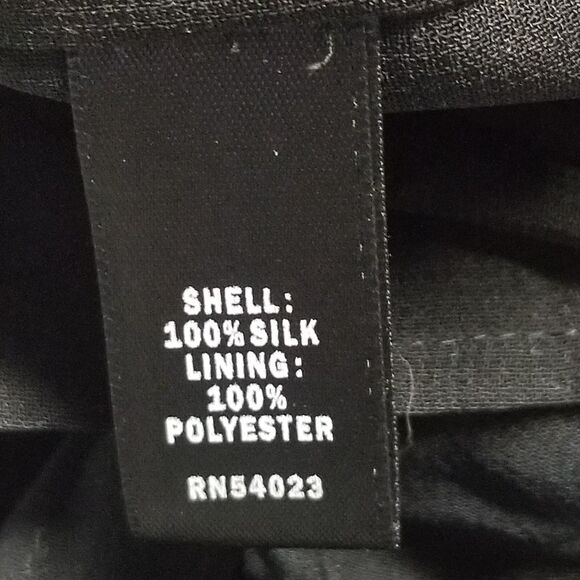 SHELL:
100% SILK
LINING:
100%
POLYESTER
RN54023